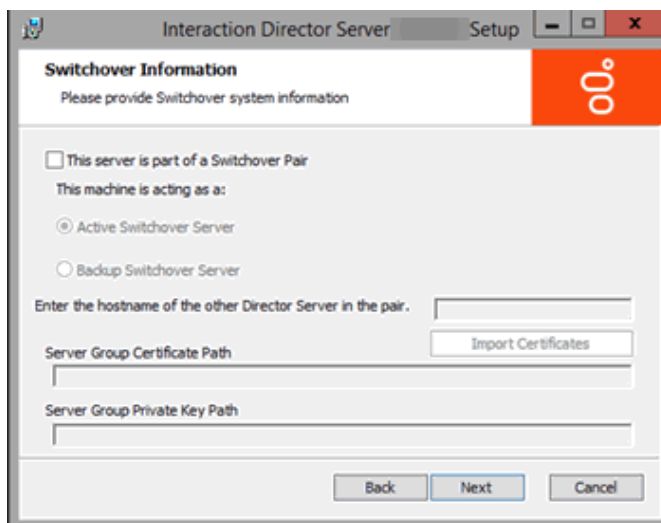 Interaction Director Server Setup
Switchover Information
Please provide Switchover system information
This server is part of a Switchover Pair
This machine is acting as a:
Active Switchover Server
Backup Switchover Server
Enter the hostname of the other Director Server in the pair.
Import Certificates
Server Group Certificate Path
Server Group Private Key Path
Back Next Cancel